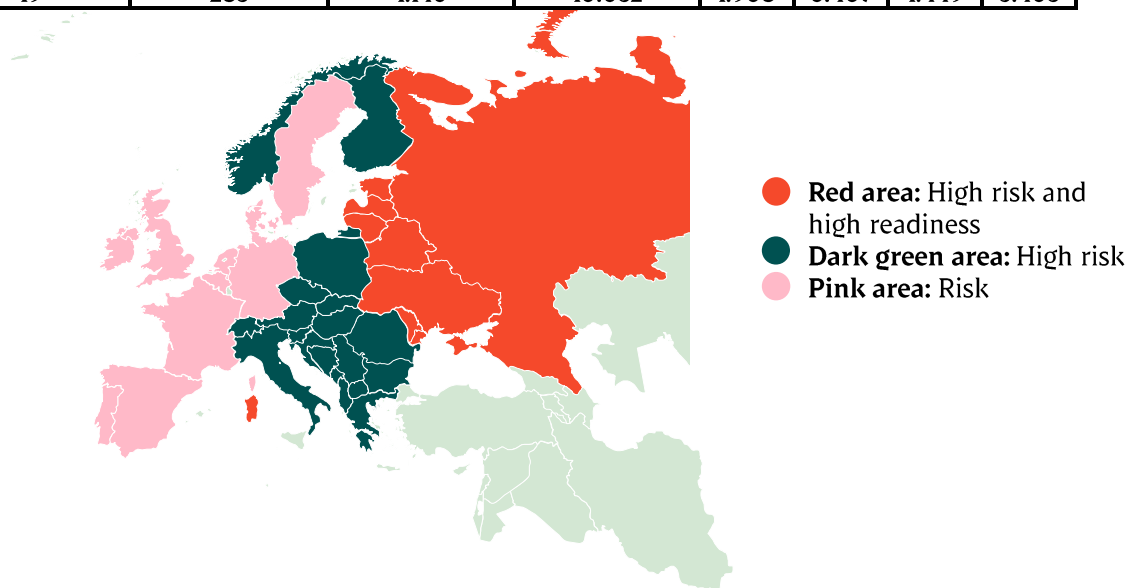 Red area: High risk and
high readiness
Dark green area: High risk
Pink area: Risk